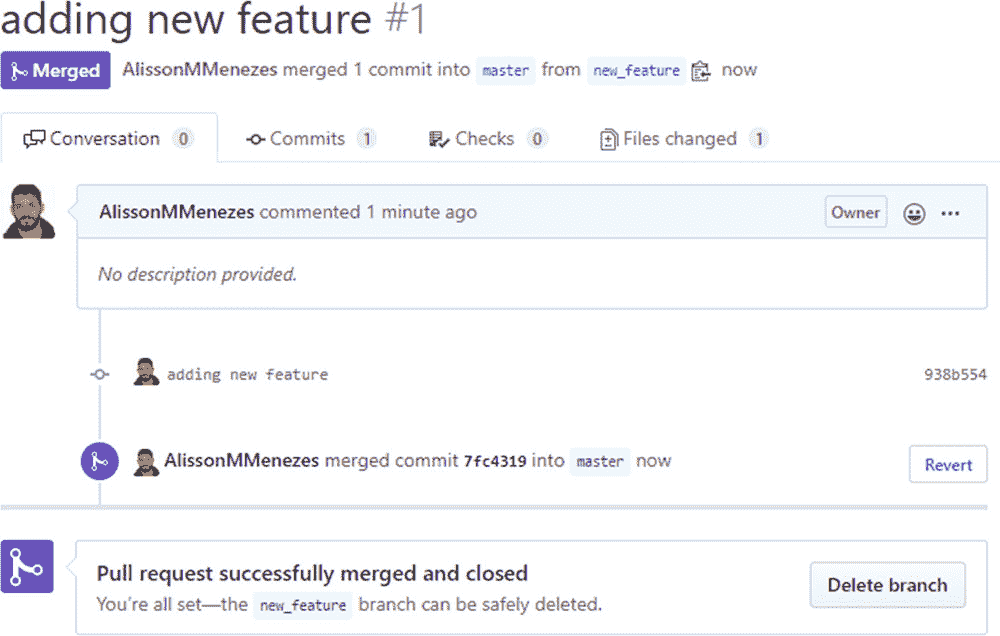 adding new feature #1
Merged AlissonMMenezes merged 1 commit into master from new_feature now
Conversation 0 Commits 1 Checks 0 Files changed 1
AlissonMMenezes commented 1 minute ago Owner
No description provided.
adding new feature 938b554
AlissonMMenezes merged commit 7fc4319 into master now Revert
Pull request successfully merged and closed
You’re all set—the new_feature branch can be safely deleted.
Delete branch